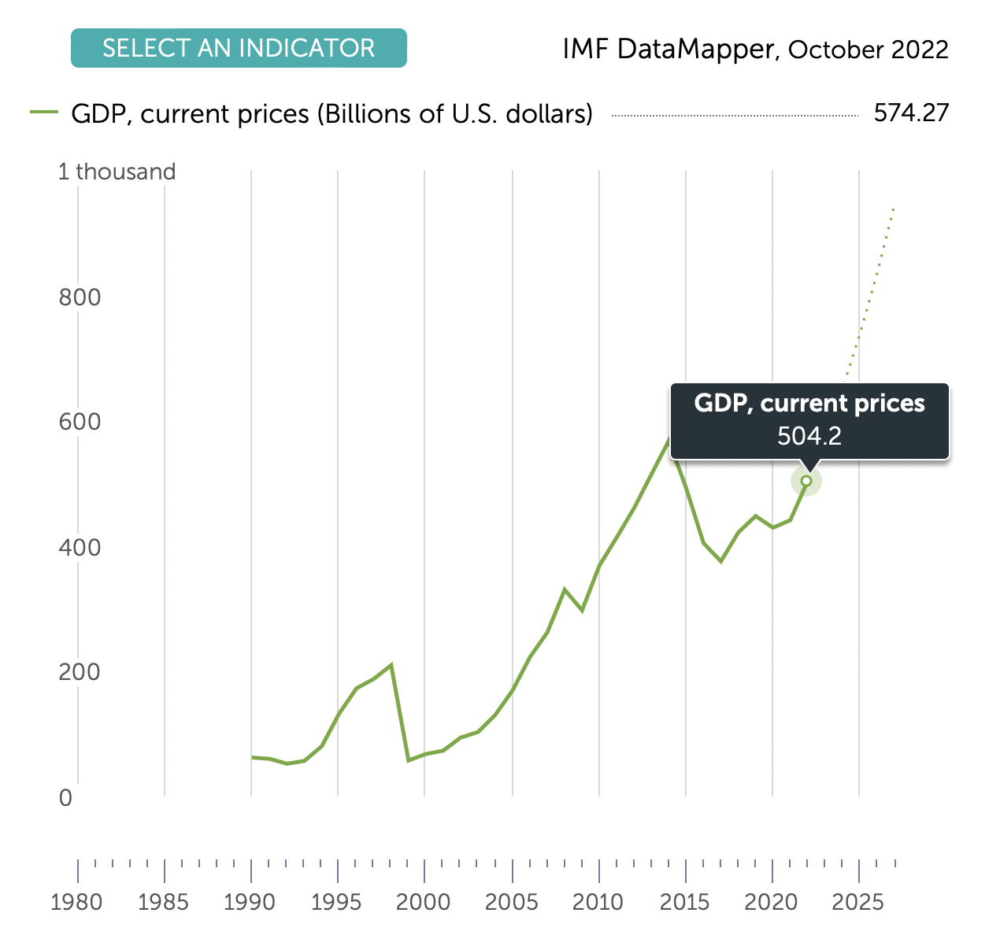 SELECT AN INDICATOR
IMF DataMapper, October 2022
GDP, current prices (Billions of U.S. dollars) 574.27
1 thousand
800
600
400
200
0
GDP, current prices
504.2
1980 1985 1990 1995 2000 2005 2010 2015 2020 2025